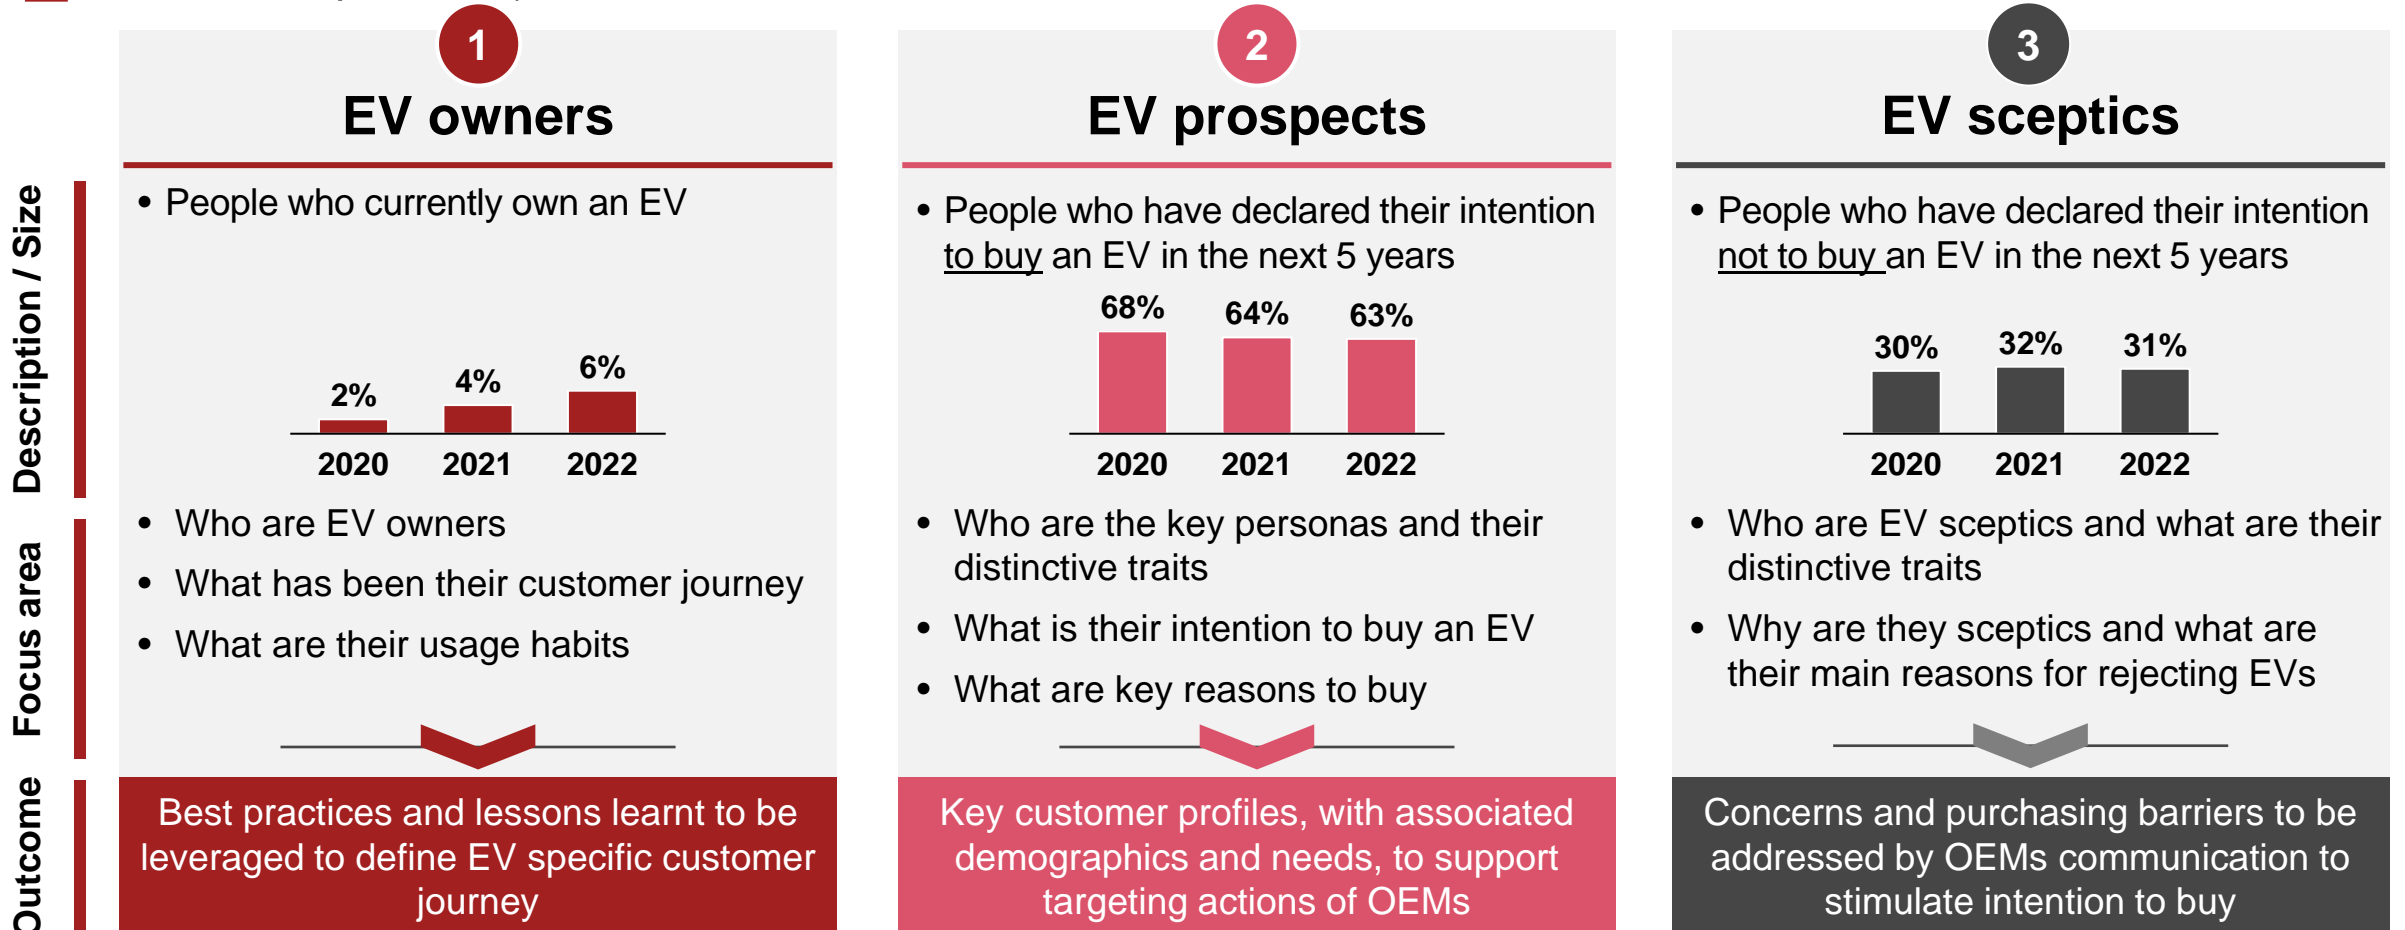 1
EV owners
2
EV prospects
3
EV sceptics
Description / Size
• People who currently own an EV
2% 4% 6%
2020 2021 2022
• People who have declared their intention
to buy an EV in the next 5 years
68% 64% 63%
2020 2021 2022
• People who have declared their intention
not to buy an EV in the next 5 years
30% 32% 31%
2020 2021 2022
Focus area
• Who are EV owners
• What has been their customer journey
• What are their usage habits
• Who are the key personas and their
distinctive traits
• What is their intention to buy an EV
• What are key reasons to buy
• Who are EV sceptics and what are their
distinctive traits
• Why are they sceptics and what are
their main reasons for rejecting EVs
Outcome
Best practices and lessons learnt to be
leveraged to define EV specific customer
journey
Key customer profiles, with associated
demographics and needs, to support
targeting actions of OEMs
Concerns and purchasing barriers to be
addressed by OEMs communication to
stimulate intention to buy